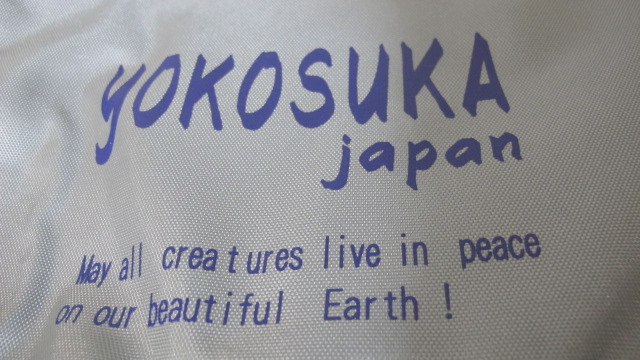 YOKOSUKA
japan
May all creatures live in peace
on our beautiful Earth !